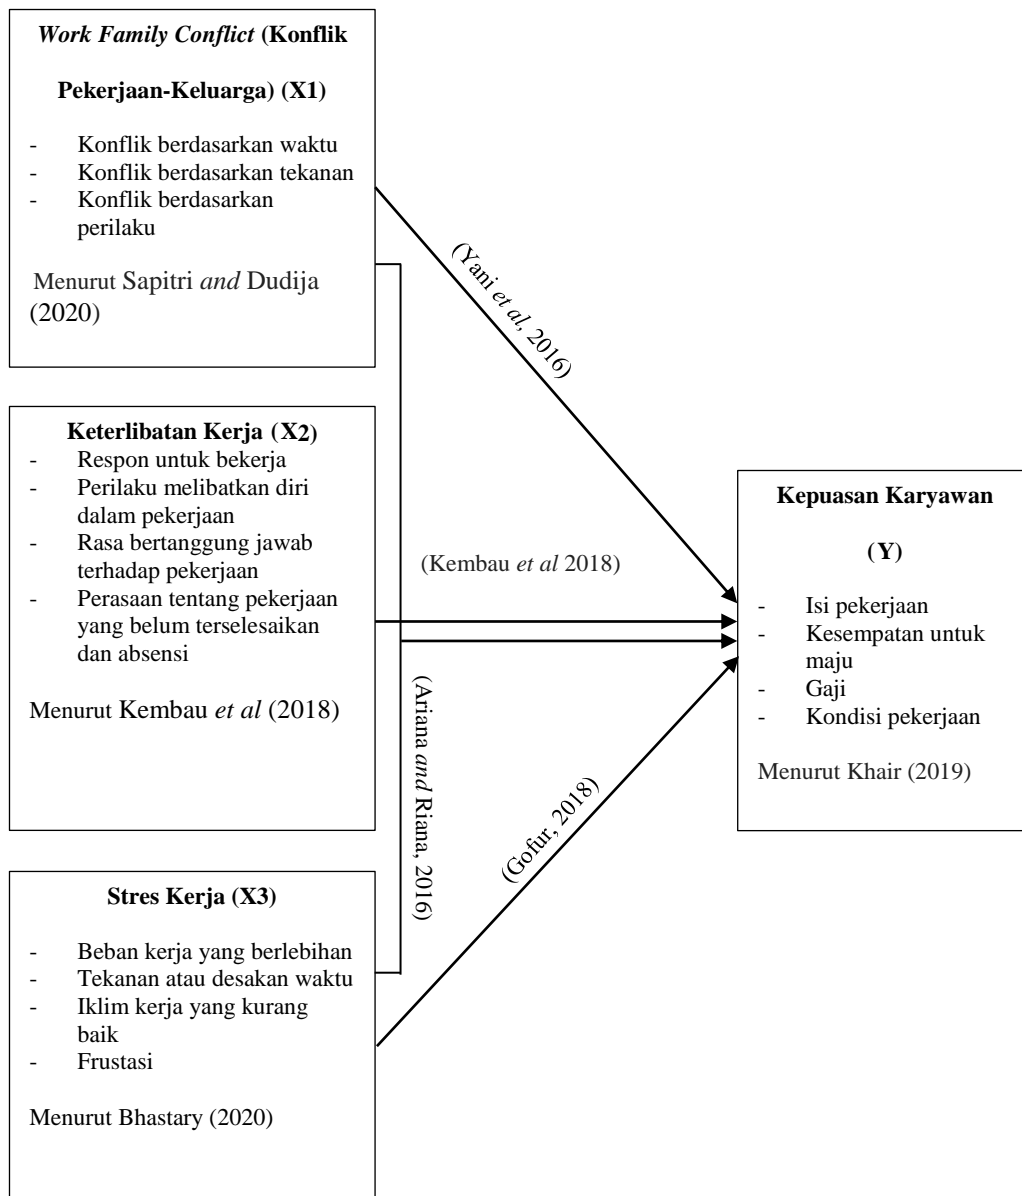 Work Family Conflict (Konflik
Pekerjaan-Keluarga) (X1)
- Konflik berdasarkan waktu
- Konflik berdasarkan tekanan
- Konflik berdasarkan
perilaku
Menurut Sapitri and Dudija
(2020)
(Yani et al, 2016)
Keterlibatan Kerja (X2)
- Respon untuk bekerja
- Perilaku melibatkan diri
dalam pekerjaan
- Rasa bertanggung jawab
terhadap pekerjaan
- Perasaan tentang pekerjaan
yang belum terselesaikan
dan absensi
Menurut Kembau et al (2018)
(Kembau et al 2018)
(Ariana and Riana, 2016)
Kepuasan Karyawan
(Y)
- Isi pekerjaan
- Kesempatan untuk
maju
- Gaji
- Kondisi pekerjaan
Menurut Khair (2019)
(Gofur, 2018)
Stres Kerja (X3)
- Beban kerja yang berlebihan
- Tekanan atau desakan waktu
- Iklim kerja yang kurang
baik
- Frustasi
Menurut Bhastary (2020)